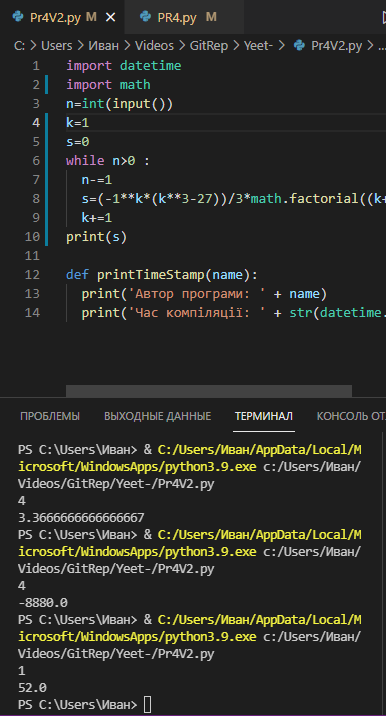 Pr4V2.py × PR4.py
C: > Users > Иван > Videos > GitRep > Yeet- > Pr4V2.py > ...
1 import datetime
2 import math
3 n=int(input())
4 k=1
5 s=0
6 while n>0 :
7 n-=1
8 s=(-1**k*(k**3-27))/3*math.factorial((k+
9 k+=1
10 print(s)
11
12 def printTimeStamp(name):
13 print('Автор програми: ' + name)
14 print('Час компіляції: ' + str(datetime.
ПРОБЛЕМЫ ВЫХОДНЫЕ ДАННЫЕ ТЕРМИНАЛ КОНСОЛЬ ОТ
PS C:\Users\Иван> & C:/Users/Иван/AppData/Local/M
icrosoft/WindowsApps/python3.9.exe c:/Users/Иван/
Videos/GitRep/Yeet-/Pr4V2.py
4
3.3666666666666667
PS C:\Users\Иван> & C:/Users/Иван/AppData/Local/M
icrosoft/WindowsApps/python3.9.exe c:/Users/Иван/
Videos/GitRep/Yeet-/Pr4V2.py
4
-8880.0
PS C:\Users\Иван> & C:/Users/Иван/AppData/Local/M
icrosoft/WindowsApps/python3.9.exe c:/Users/Иван/
Videos/GitRep/Yeet-/Pr4V2.py
1
52.0
PS C:\Users\Иван>